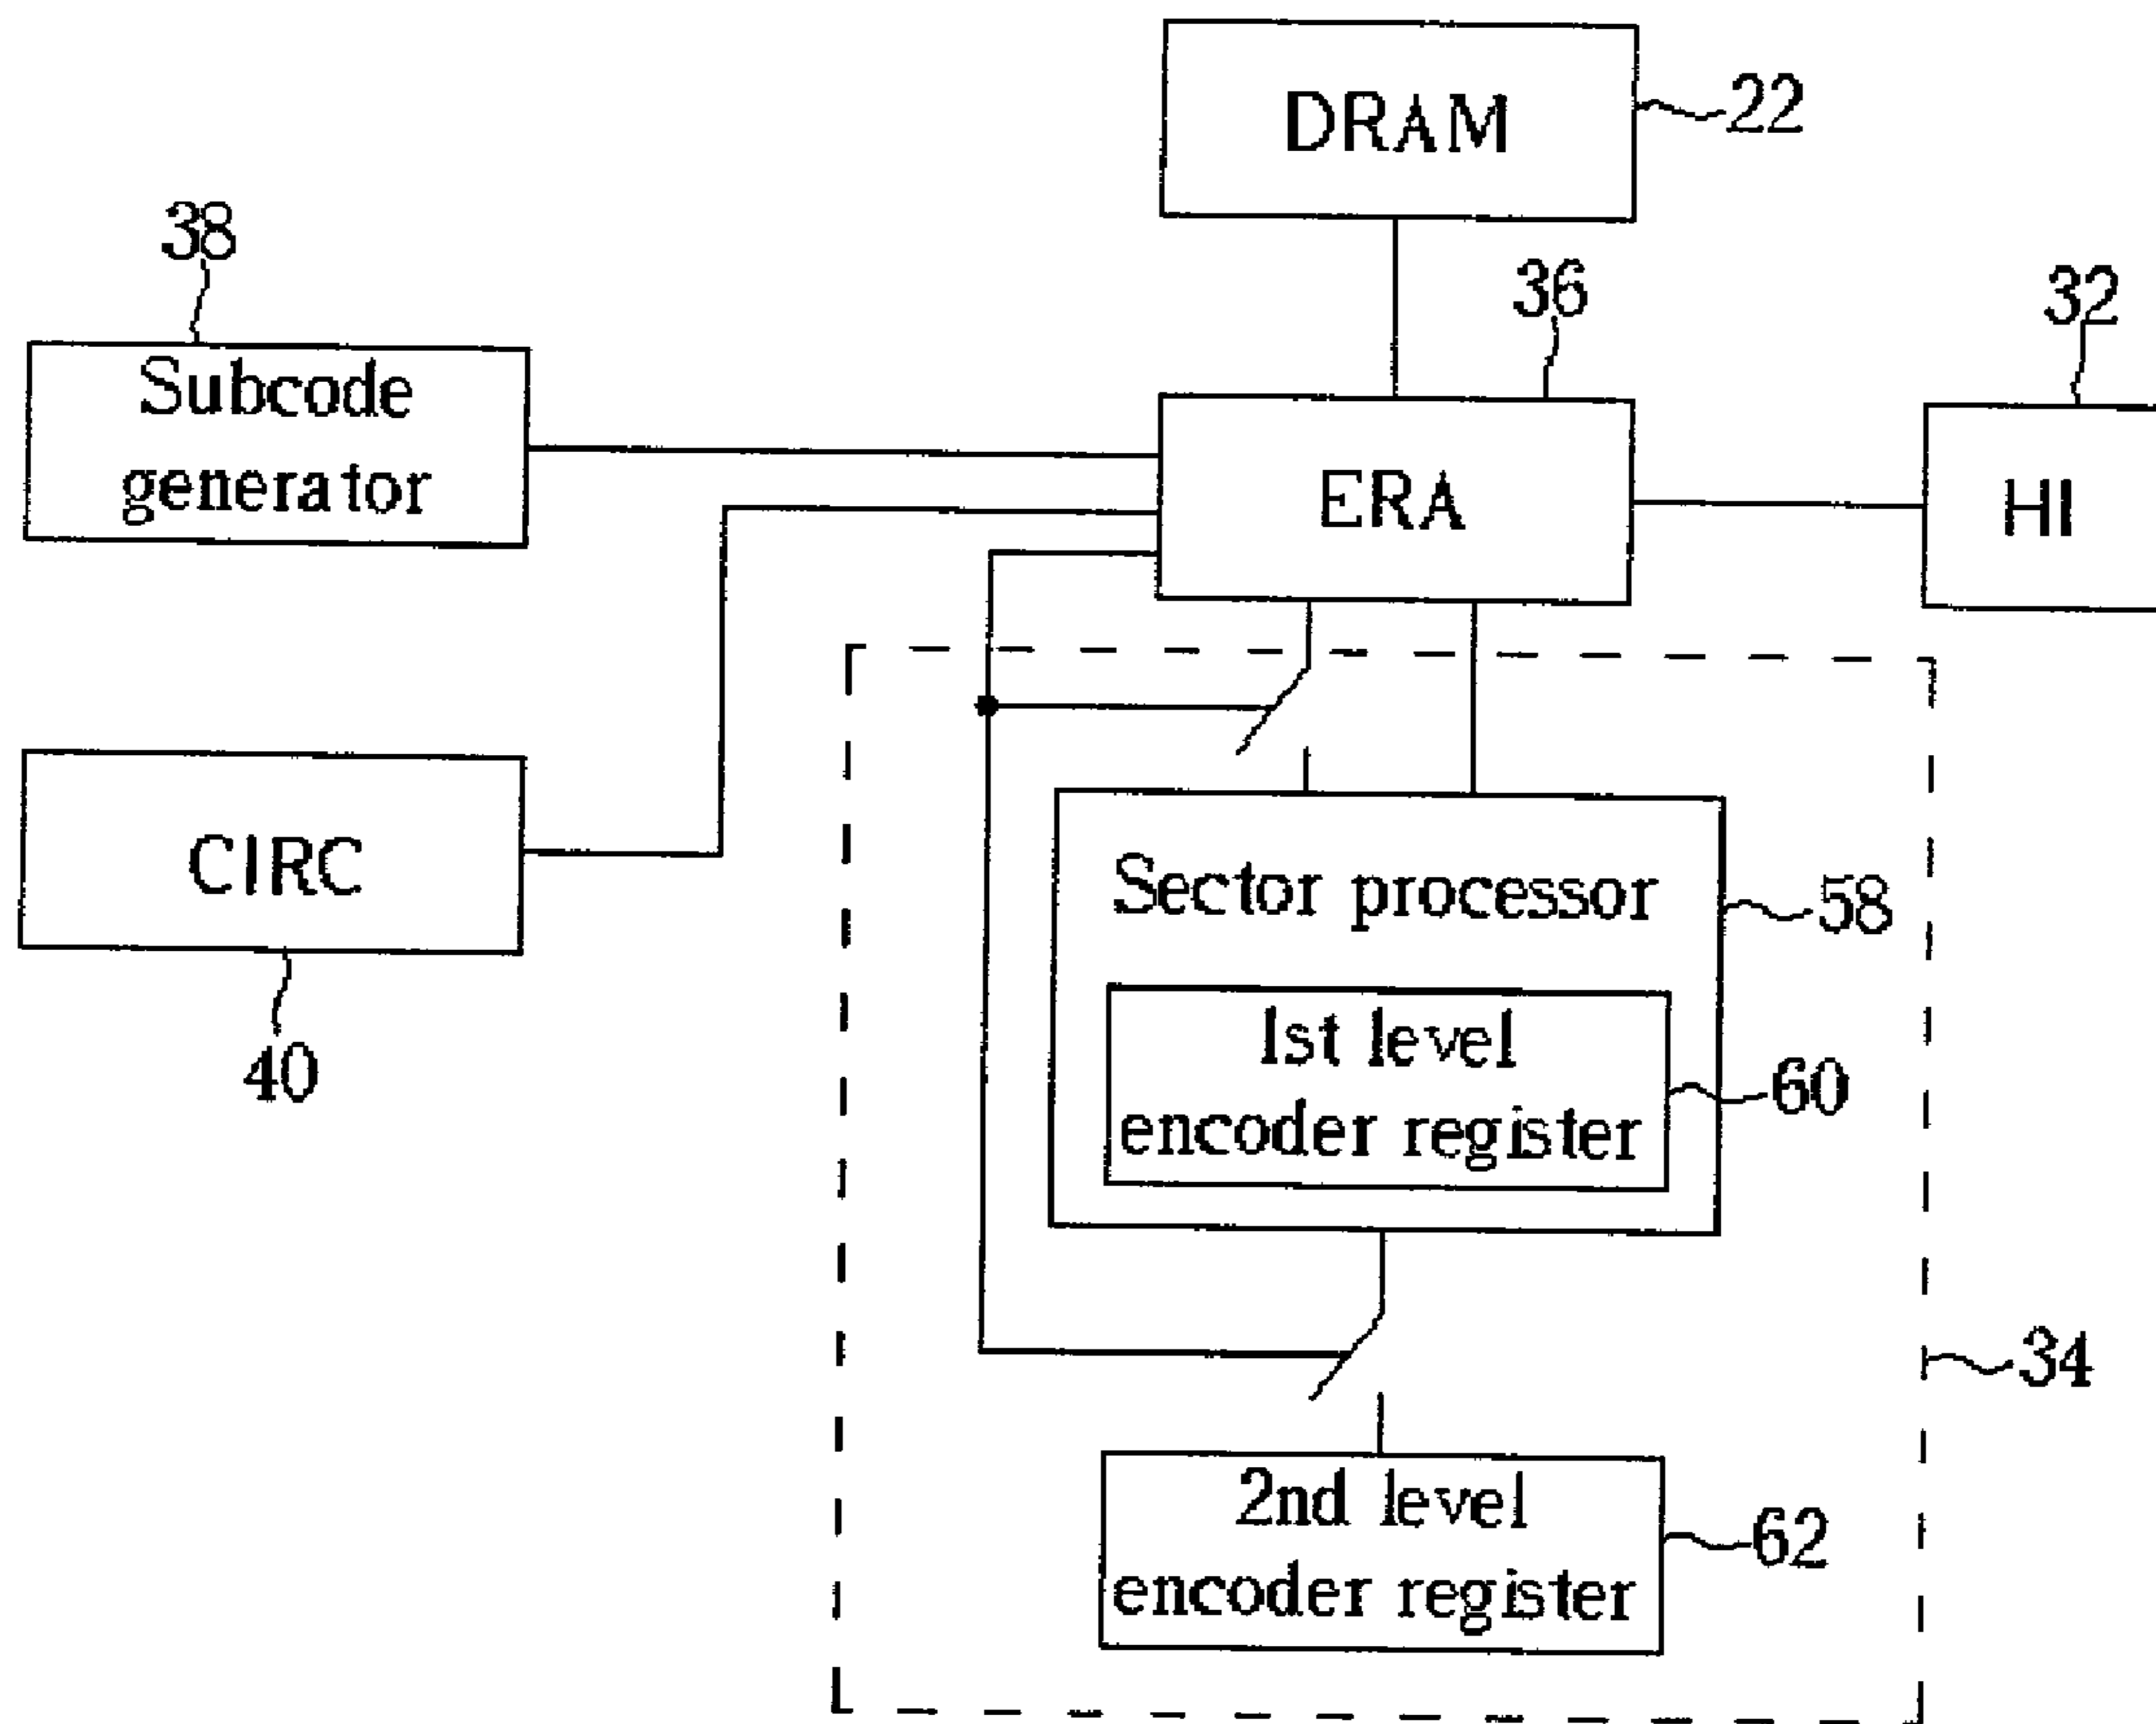 DRAM
22
38
Subcode
generator
36
ERA
32
HI
CIRC
40
Sector processor
58
1st level
encoder register
60
34
2nd level
encoder register
62